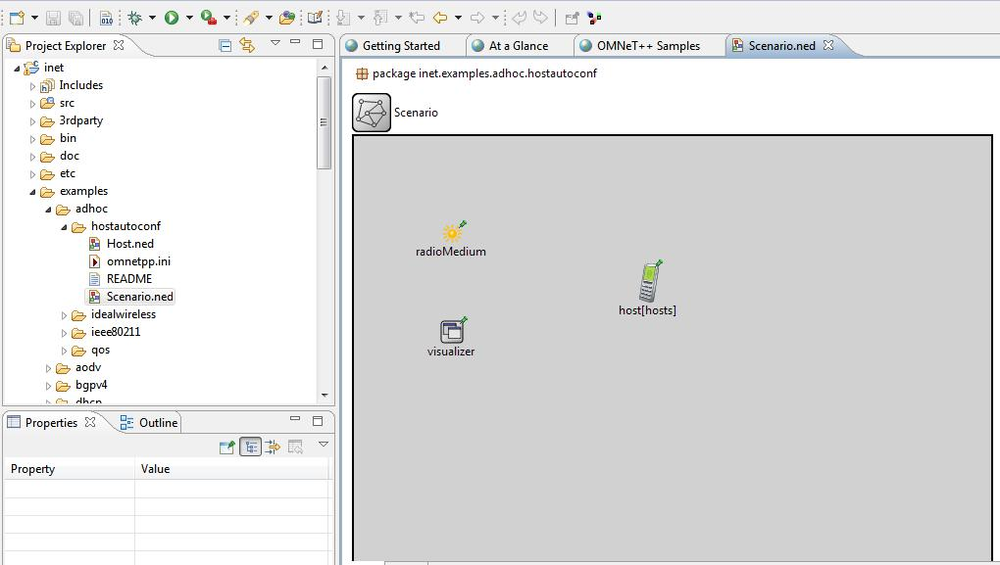 Project Explorer
Getting Started
At a Glance
OMNeT++ Samples
Scenario.ned
inet
Includes
src
3rdparty
bin
doc
etc
examples
adhoc
hostautoconf
Host.ned
omnetpp.ini
README
Scenario.ned
idealwireless
ieee80211
qos
aodv
bgpv4
dhcp
package inet.examples.adhoc.hostautoconf
Scenario
radioMedium
host[hosts]
visualizer
Properties
Outline
Property Value